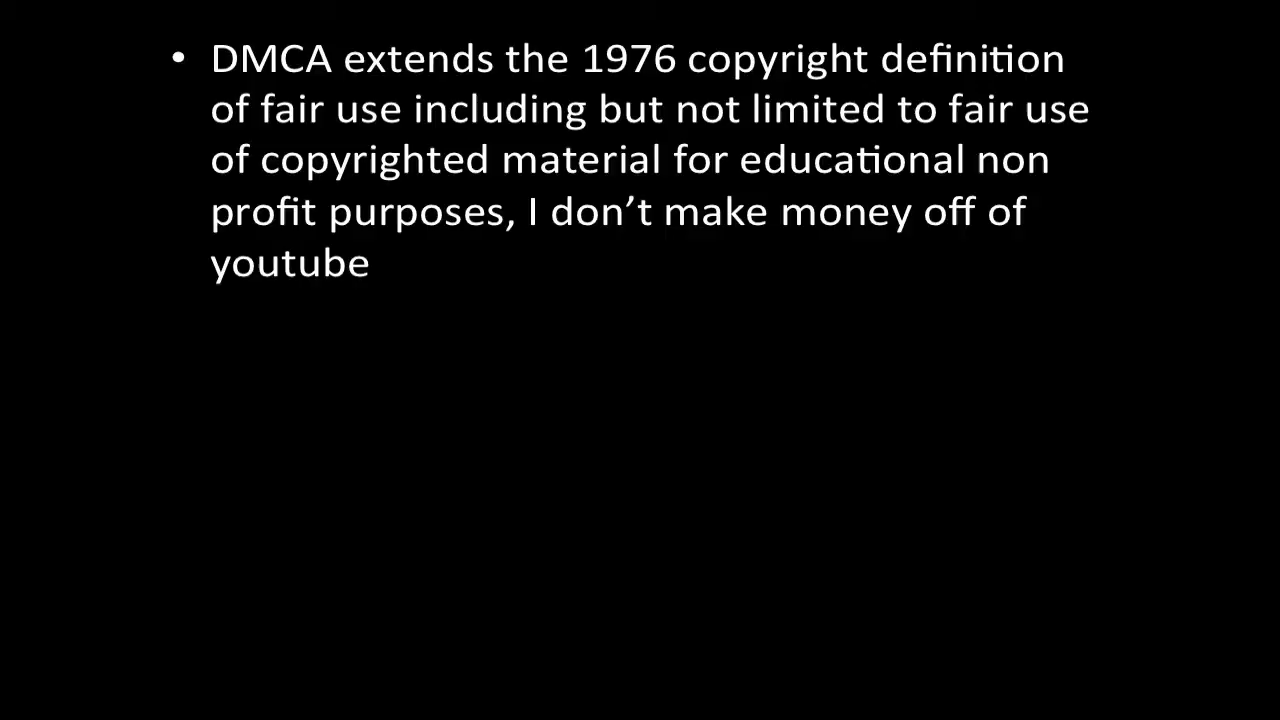 • DMCA extends the 1976 copyright definition
of fair use including but not limited to fair use
of copyrighted material for educational non
profit purposes, I don’t make money off of
youtube